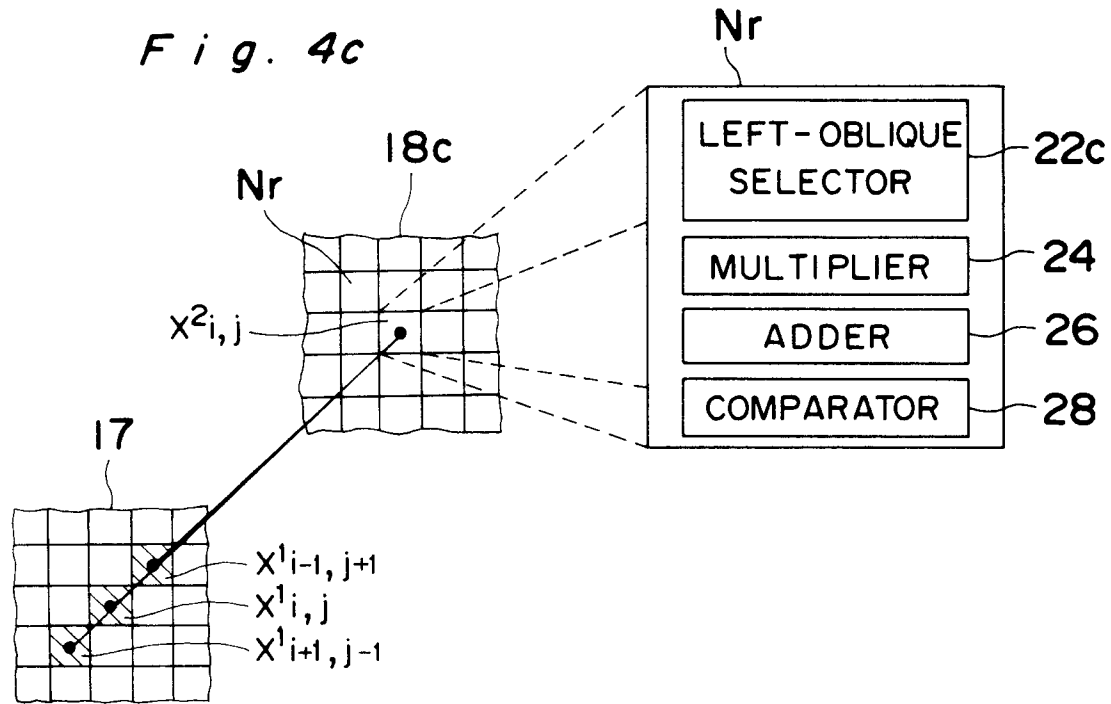 Fig. 4c
Nr
LEFT-OBLIQUE
SELECTOR
22c
MULTIPLIER
24
ADDER
26
COMPARATOR
28
18c
Nr
X²i,j
17
X¹i-1, j+1
X¹i,j
X¹i+1, j-1